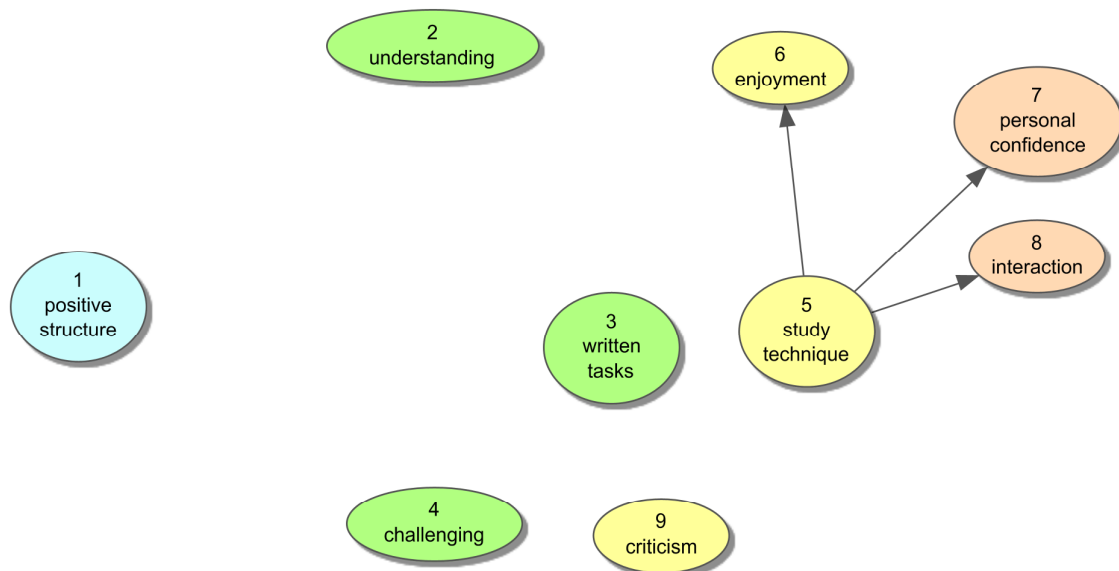 1
positive
structure
2
understanding
3
written
tasks
4
challenging
5
study
technique
6
enjoyment
7
personal
confidence
8
interaction
9
criticism